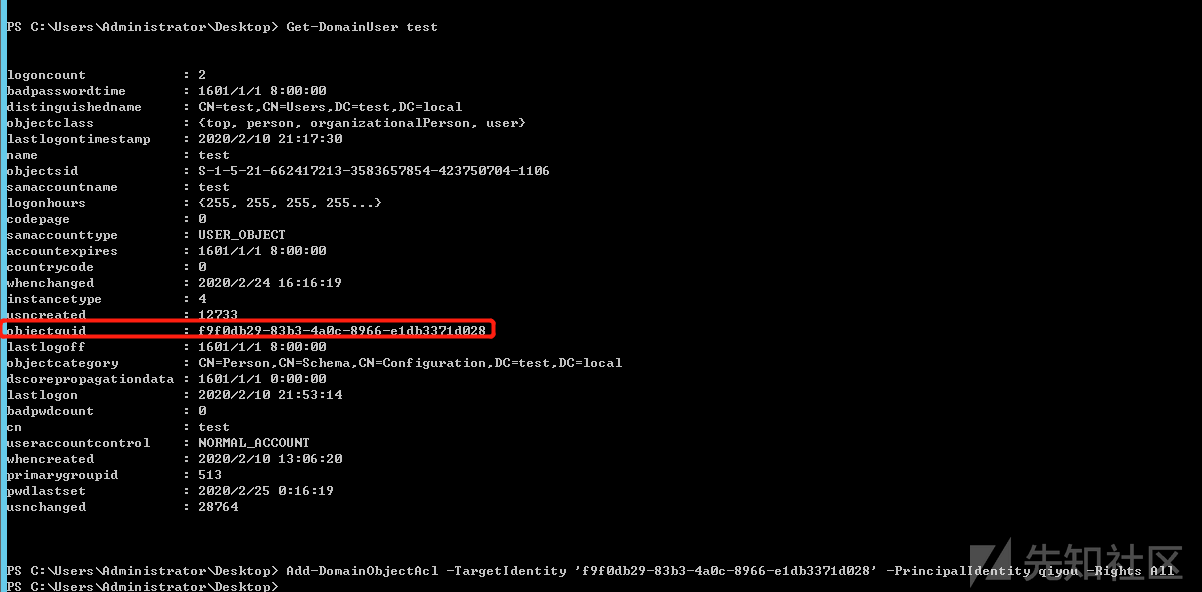 PS C:\Users\Administrator\Desktop> Get-DomainUser test
logoncount : 2
badpasswordtime : 1601/1/1 8:00:00
distinguishedname : CN=test,CN=Users,DC=test,DC=local
objectclass : {top, person, organizationalPerson, user}
lastlogontimestamp : 2020/2/10 21:17:30
name : test
objectsid : S-1-5-21-662417213-3583657854-423750704-1106
samaccountname : test
logonhours : {255, 255, 255, 255...}
codepage : 0
samaccounttype : USER_OBJECT
accountexpires : 1601/1/1 8:00:00
countrycode : 0
whenchanged : 2020/2/24 16:16:19
instancetype : 4
usncreated : 12733
objectguid : f9f0db29-83b3-4a0c-8966-e1db3371d028
lastlogoff : 1601/1/1 8:00:00
objectcategory : CN=Person,CN=Schema,CN=Configuration,DC=test,DC=local
dscorepropagationdata : 1601/1/1 0:00:00
lastlogon : 2020/2/10 21:53:14
badpwdcount : 0
cn : test
useraccountcontrol : NORMAL_ACCOUNT
whencreated : 2020/2/10 13:06:20
primarygroupid : 513
pwdlastset : 2020/2/25 0:16:19
usnchanged : 28764
PS C:\Users\Administrator\Desktop> Add-DomainObjectAcl -TargetIdentity 'f9f0db29-83b3-4a0c-8966-e1db3371d028' -PrincipalIdentity qiyou -Rights All
PS C:\Users\Administrator\Desktop>
先知社区